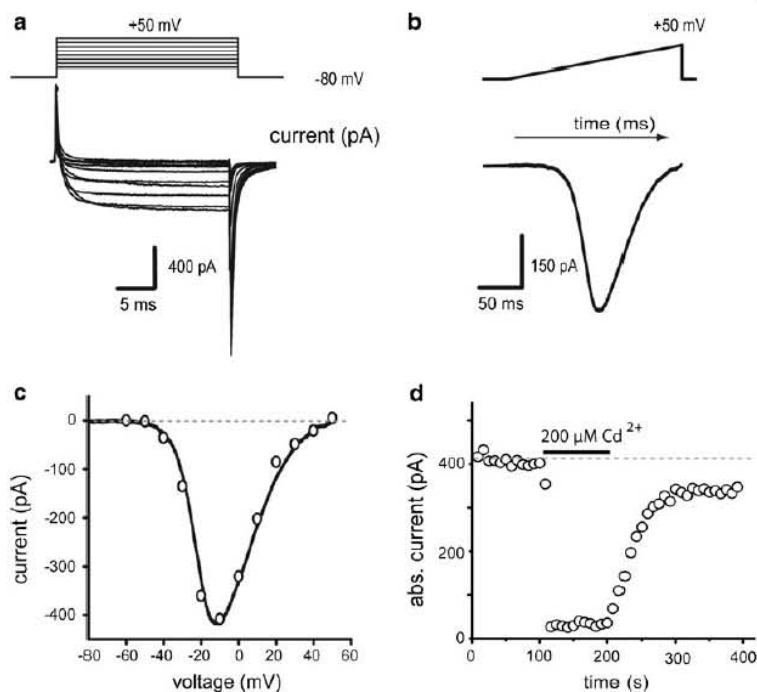 a
+50 mV
-80 mV
current (pA)
400 pA
5 ms
b
+50 mV
time (ms)
150 pA
50 ms
c
0
-100
-200
-300
-400
current (pA)
-80 -60 -40 -20 0 20 40 60
voltage (mV)
d
200 µM Cd 2+
400
200
0
abs. current (pA)
0 100 200 300 400
time (s)